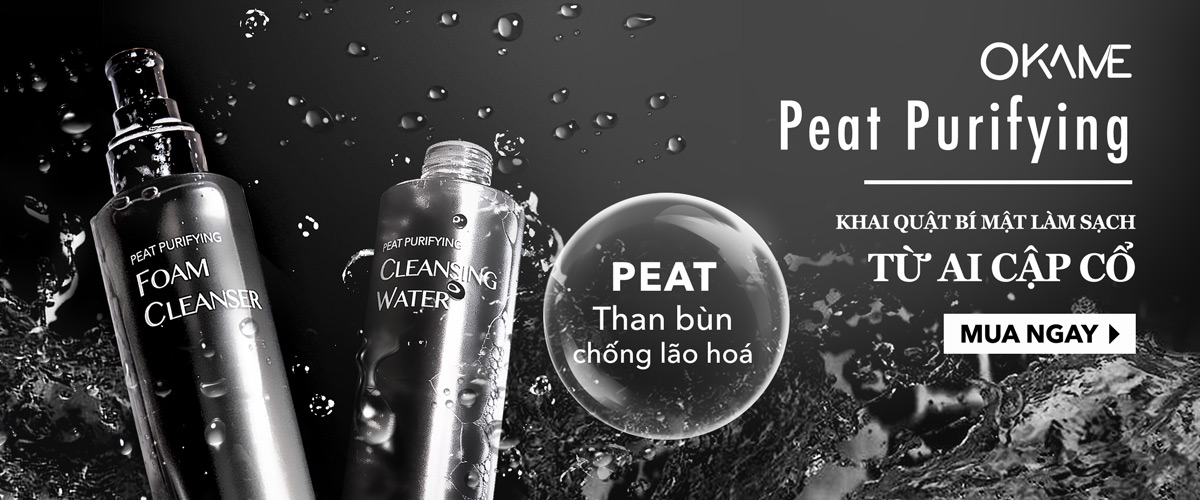 PEAT PURIFYING
FOAM
CLEANSER
PEAT PURIFYING
CLEANSING
WATER
PEAT
Than bùn
chống lão hoá
OKAME
Peat Purifying
KHAI QUẬT BÍ MẬT LÀM SẠCH
TỪ AI CẬP CỔ
MUA NGAY